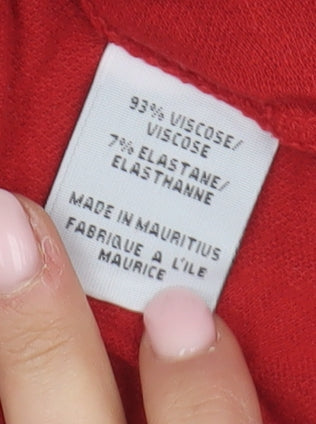 93% VISCOSE/
VISCOSE
7% ELASTANE/
ELASTHANNE
MADE IN MAURITIUS
FABRIQUE A L'ILE
MAURICE